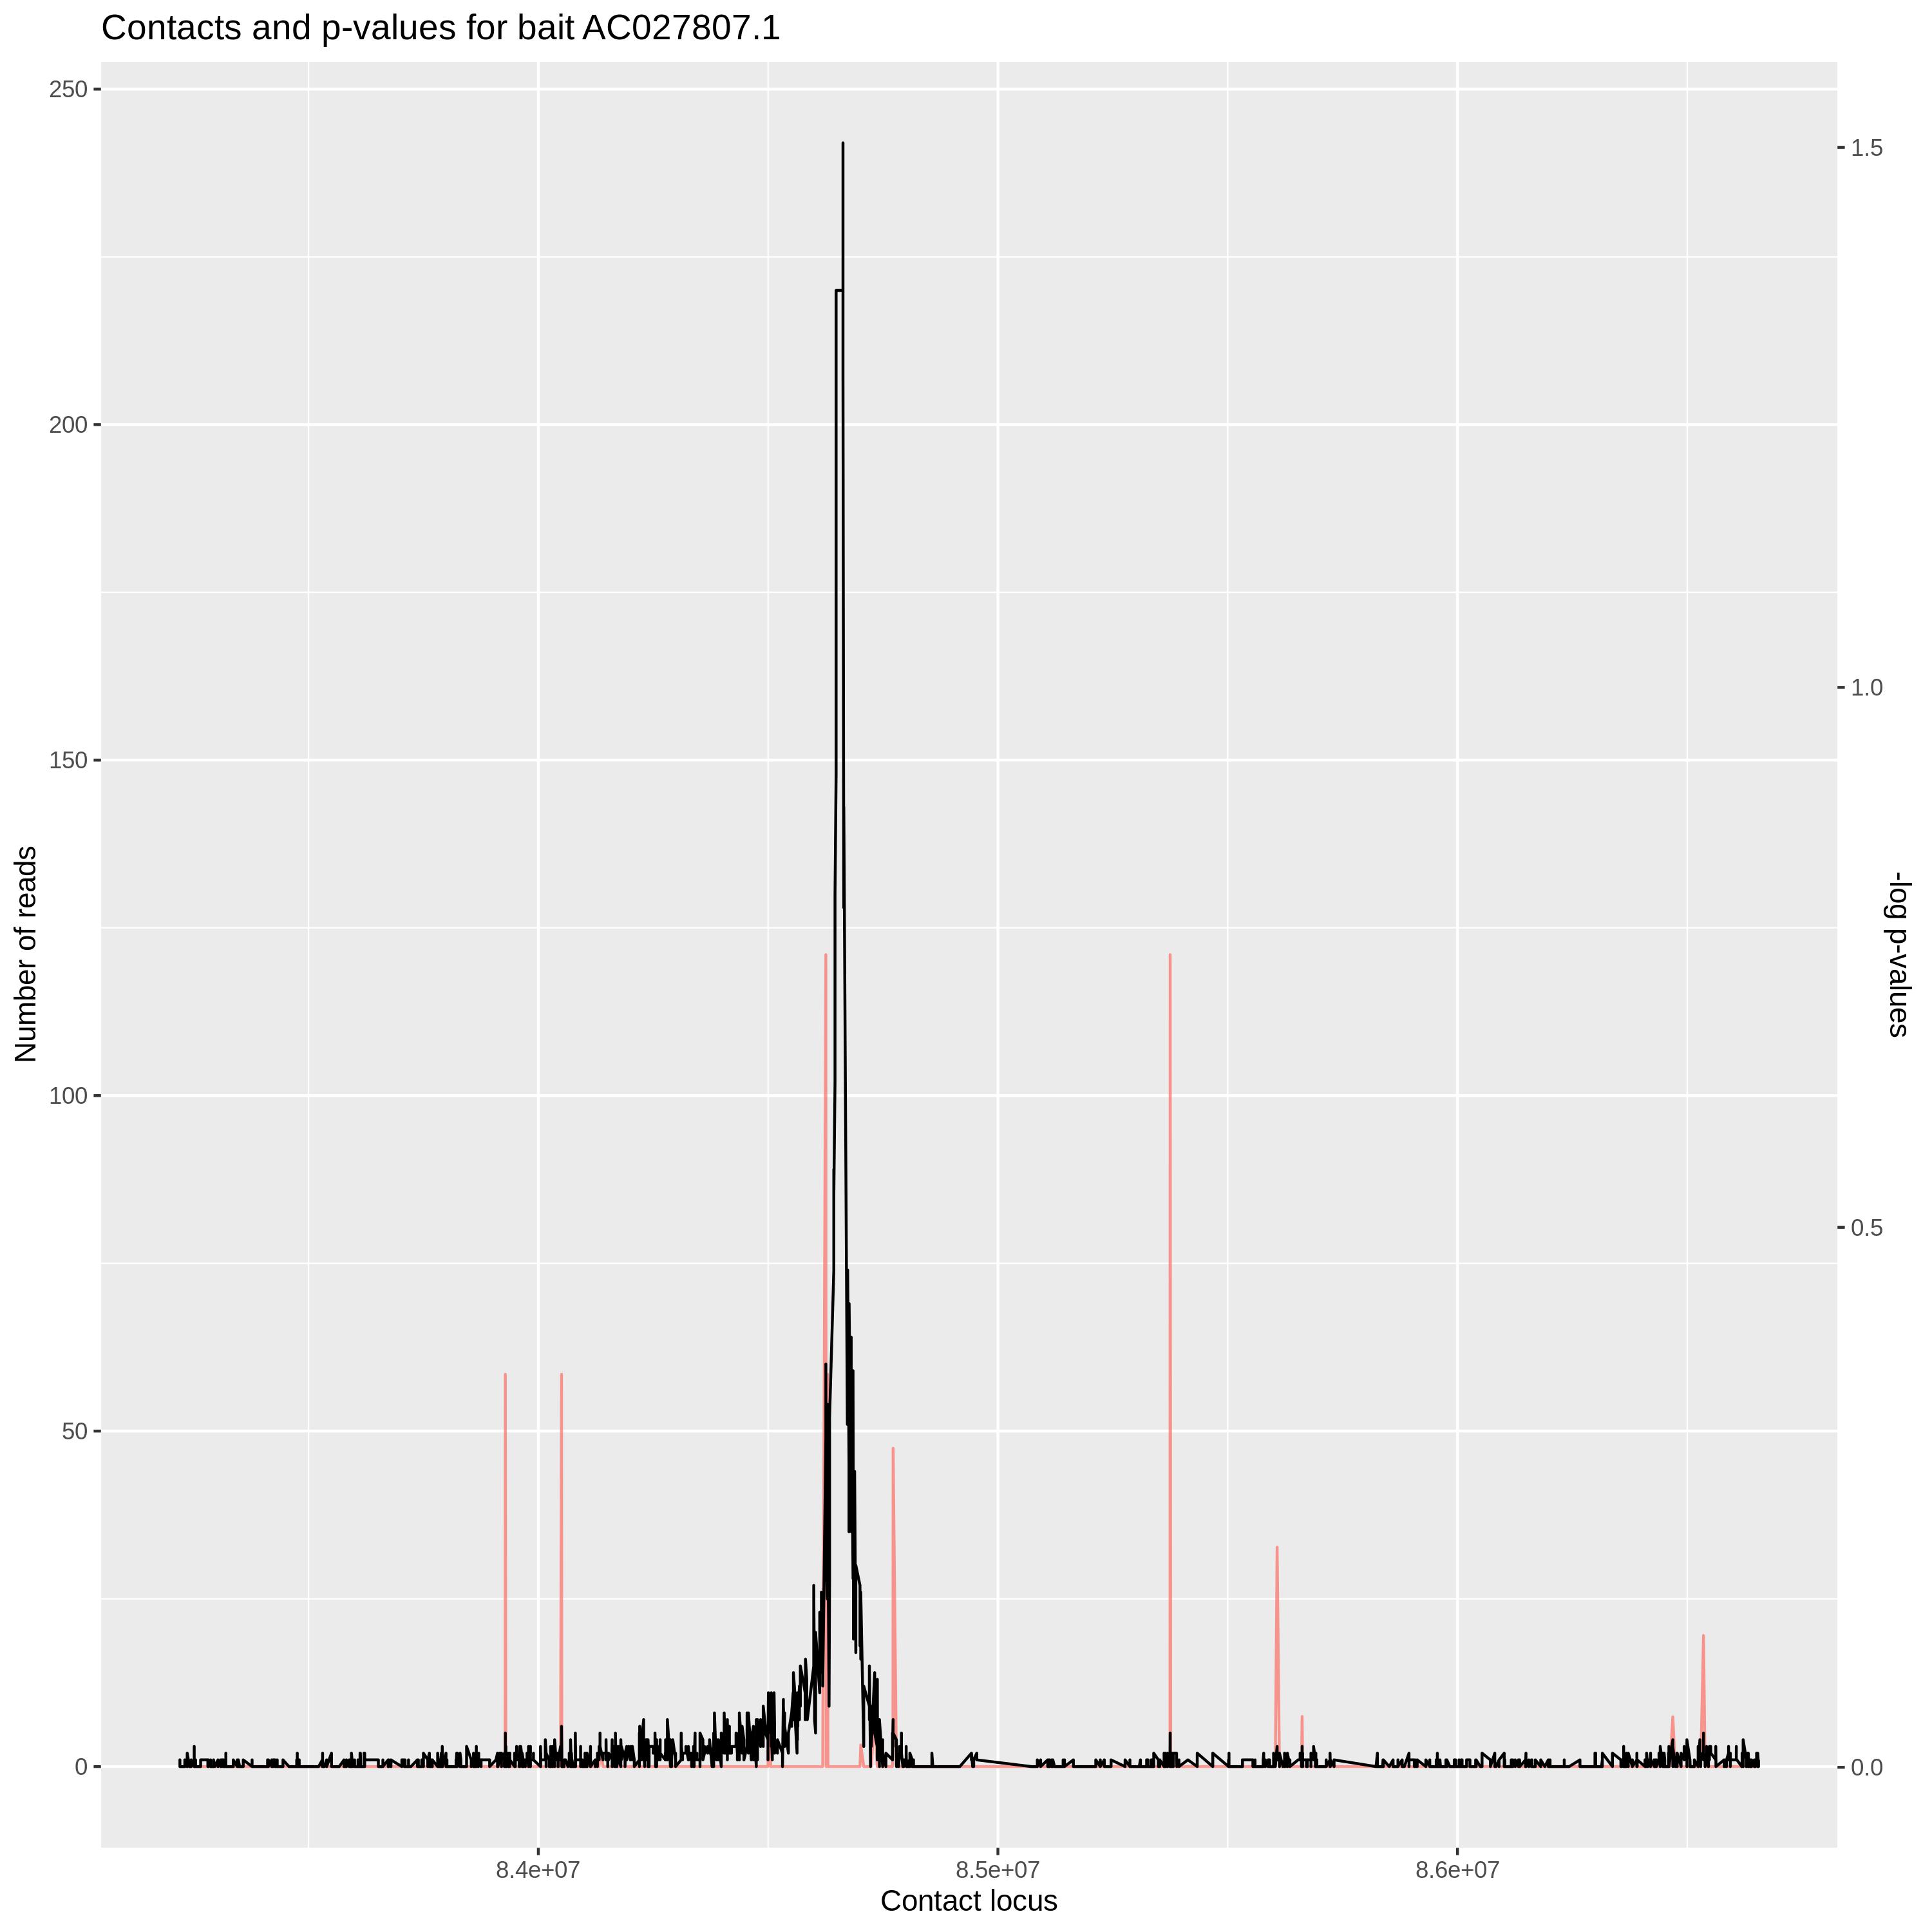 Contacts and p-values for bait AC027807.1
250
200
150
100
50
0
Number of reads
1.5
1.0
0.5
0.0
-log p-values
8.4e+07
8.5e+07
8.6e+07
Contact locus